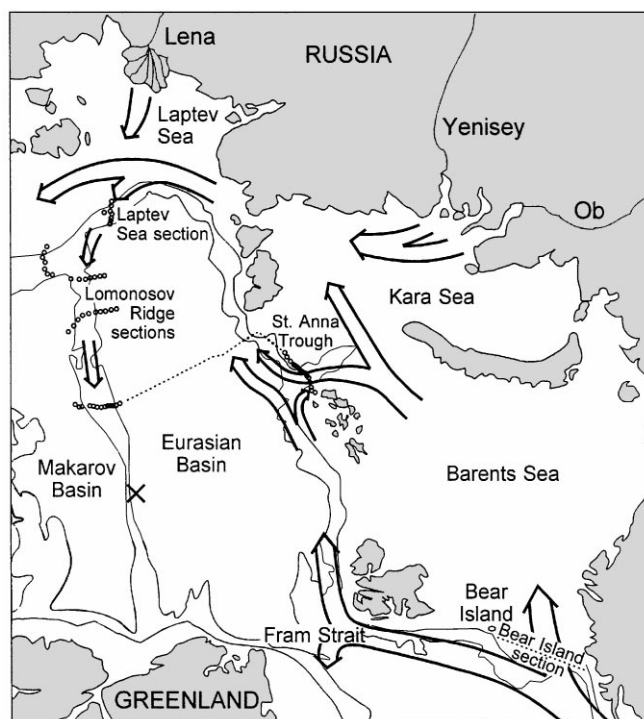 Lena
RUSSIA
Laptev
Sea
Yenisey
Ob
Laptev
Sea section
Kara Sea
Lomonosov
Ridge
sections
St. Anna
Trough
Eurasian
Basin
Makarov
Basin
Barents Sea
Bear
Island
Bear Island
section
Fram Strait
GREENLAND